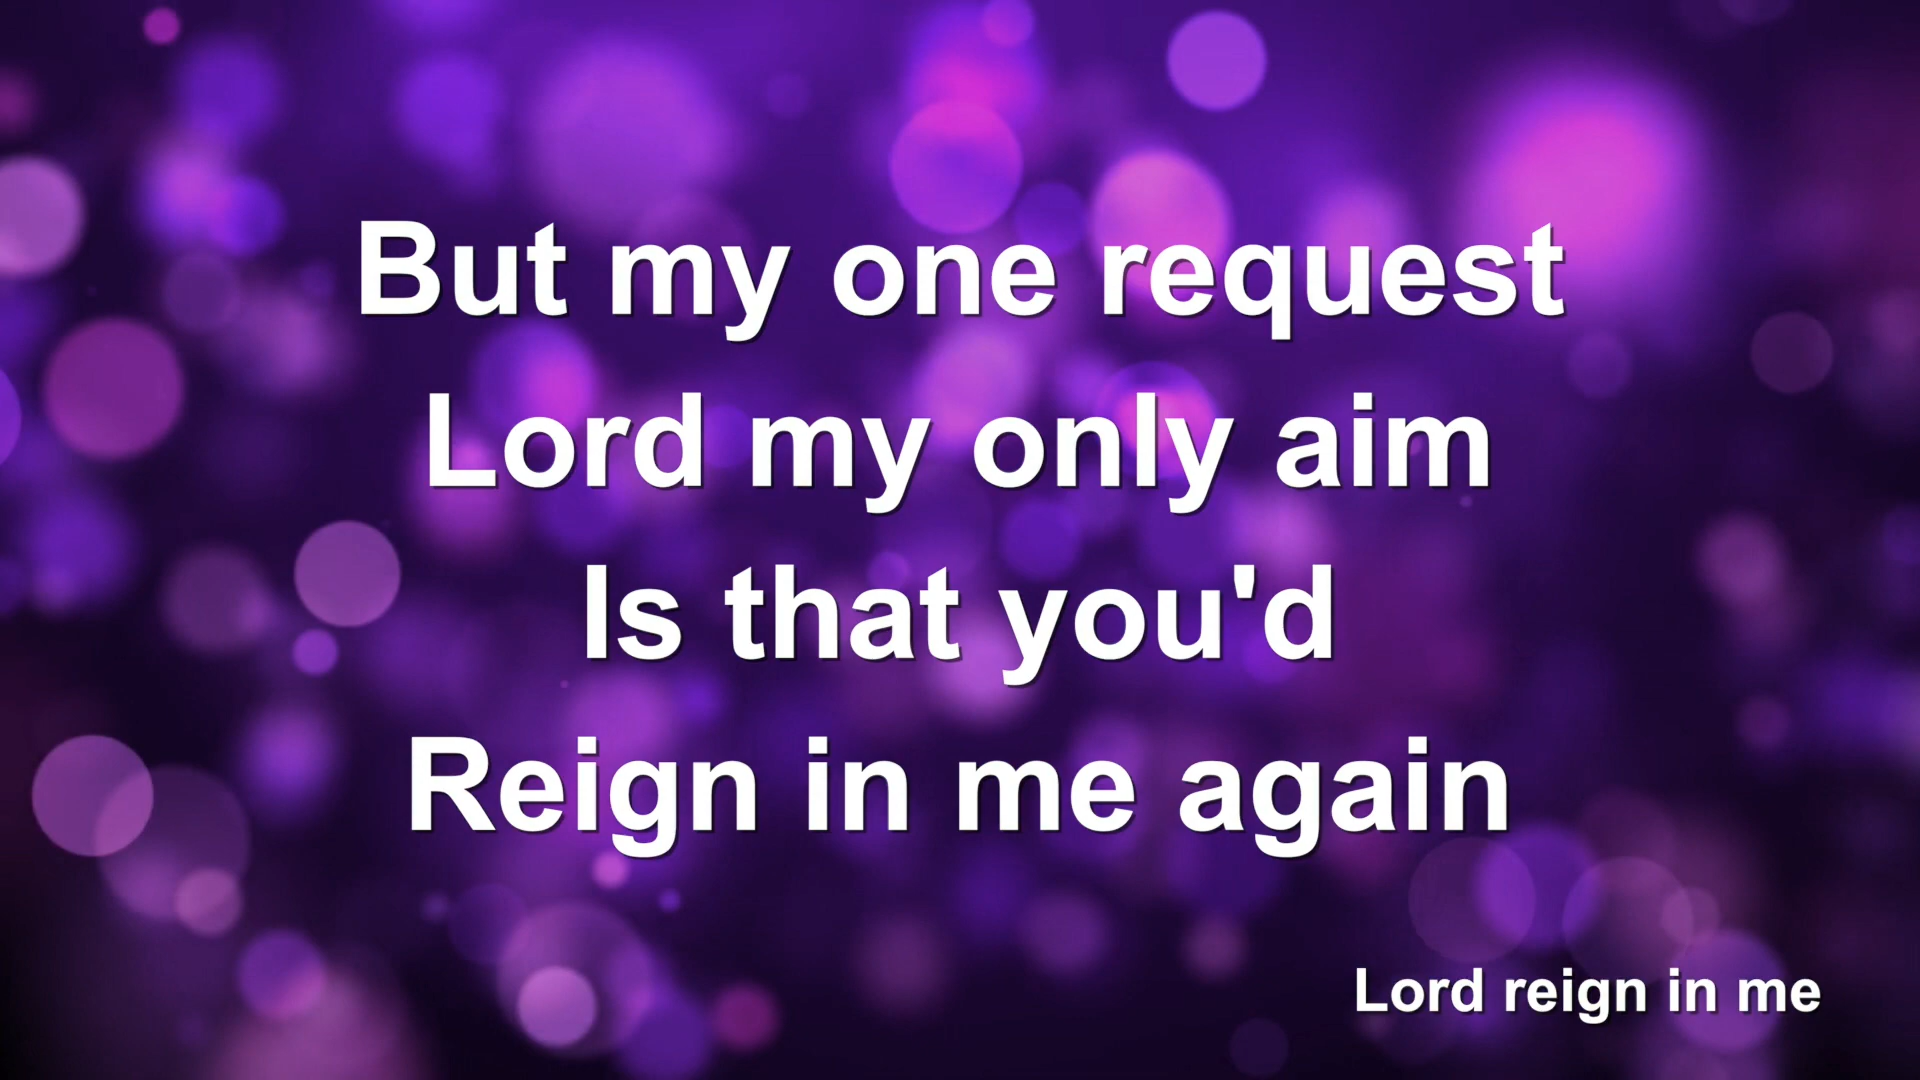 But my one request
Lord my only aim
Is that you'd
Reign in me again
Lord reign in me